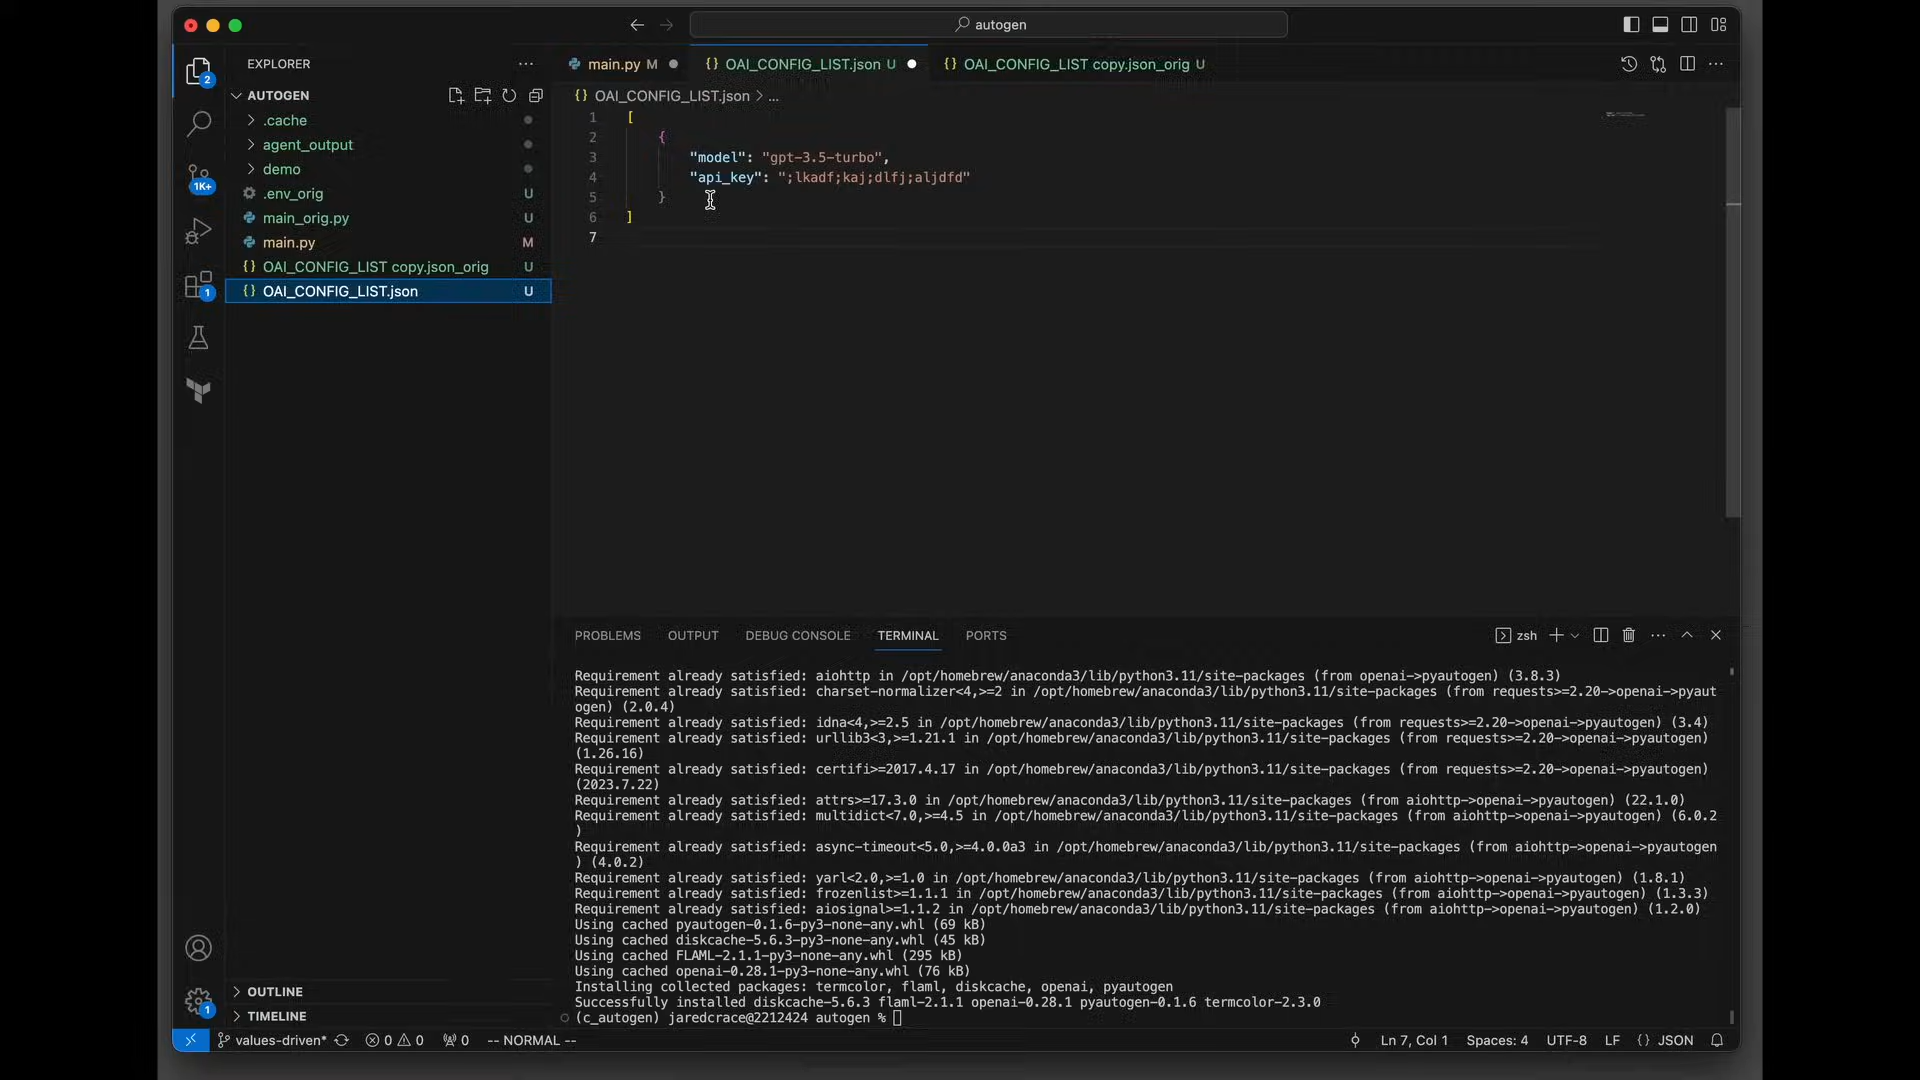 autogen
EXPLORER
main.py M
OAI_CONFIG_LIST.json U
OAI_CONFIG_LIST copy.json_orig U
AUTOGEN
OAI_CONFIG_LIST.json > ...
.cache
agent_output
demo
.env_orig U
main_orig.py U
main.py M
OAI_CONFIG_LIST copy.json_orig U
OAI_CONFIG_LIST.json U
2
1K+
1
1 [
2 {
3 "model": "gpt-3.5-turbo",
4 "api_key": ";lkadf;kaj;dlfj;aljdfd"
5 }
6 ]
7
PROBLEMS OUTPUT DEBUG CONSOLE TERMINAL PORTS
zsh
Requirement already satisfied: aiohttp in /opt/homebrew/anaconda3/lib/python3.11/site-packages (from openai->pyautogen) (3.8.3)
Requirement already satisfied: charset-normalizer<4,>=2 in /opt/homebrew/anaconda3/lib/python3.11/site-packages (from requests>=2.20->openai->pyaut
ogen) (2.0.4)
Requirement already satisfied: idna<4,>=2.5 in /opt/homebrew/anaconda3/lib/python3.11/site-packages (from requests>=2.20->openai->pyautogen) (3.4)
Requirement already satisfied: urllib3<3,>=1.21.1 in /opt/homebrew/anaconda3/lib/python3.11/site-packages (from requests>=2.20->openai->pyautogen)
(1.26.16)
Requirement already satisfied: certifi>=2017.4.17 in /opt/homebrew/anaconda3/lib/python3.11/site-packages (from requests>=2.20->openai->pyautogen)
(2023.7.22)
Requirement already satisfied: attrs>=17.3.0 in /opt/homebrew/anaconda3/lib/python3.11/site-packages (from aiohttp->openai->pyautogen) (22.1.0)
Requirement already satisfied: multidict<7.0,>=4.5 in /opt/homebrew/anaconda3/lib/python3.11/site-packages (from aiohttp->openai->pyautogen) (6.0.2
)
Requirement already satisfied: async-timeout<5.0,>=4.0.0a3 in /opt/homebrew/anaconda3/lib/python3.11/site-packages (from aiohttp->openai->pyautogen
) (4.0.2)
Requirement already satisfied: yarl<2.0,>=1.0 in /opt/homebrew/anaconda3/lib/python3.11/site-packages (from aiohttp->openai->pyautogen) (1.8.1)
Requirement already satisfied: frozenlist>=1.1.1 in /opt/homebrew/anaconda3/lib/python3.11/site-packages (from aiohttp->openai->pyautogen) (1.3.3)
Requirement already satisfied: aiosignal>=1.1.2 in /opt/homebrew/anaconda3/lib/python3.11/site-packages (from aiohttp->openai->pyautogen) (1.2.0)
Using cached pyautogen-0.1.6-py3-none-any.whl (69 kB)
Using cached diskcache-5.6.3-py3-none-any.whl (45 kB)
Using cached FLAML-2.1.1-py3-none-any.whl (295 kB)
Using cached openai-0.28.1-py3-none-any.whl (76 kB)
Installing collected packages: termcolor, flaml, diskcache, openai, pyautogen
Successfully installed diskcache-5.6.3 flaml-2.1.1 openai-0.28.1 pyautogen-0.1.6 termcolor-2.3.0
(c_autogen) jaredcrace@2212424 autogen %
OUTLINE
TIMELINE
1
values-driven* 0 0 0 -- NORMAL -- Ln 7, Col 1 Spaces: 4 UTF-8 LF {} JSON